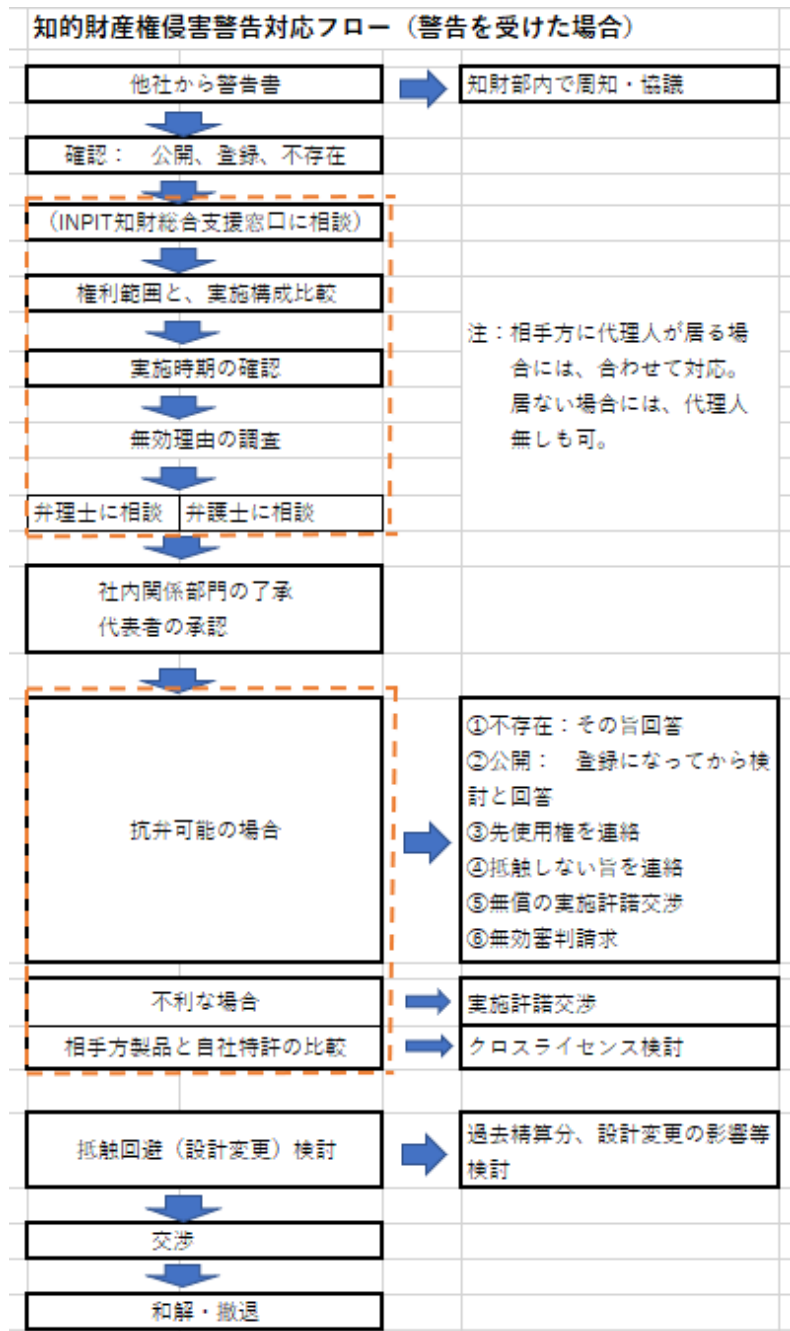 知的財産権侵害警告対応フロー（警告を受けた場合）
他社から警告書
知財部内で周知・協議
確認：　公開、登録、不存在
（INPIT知財総合支援窓口に相談）
権利範囲と、実施構成比較
実施時期の確認
無効理由の調査
弁理士に相談
弁護士に相談
注：相手方に代理人が居る場
合には、合わせて対応。
居ない場合には、代理人
無しも可。
社内関係部門の了承
代表者の承認
抗弁可能の場合
①不存在：その旨回答
②公開：　登録になってから検
討と回答
③先使用権を連絡
④抵触しない旨を連絡
⑤無償の実施許諾交渉
⑥無効審判請求
不利な場合
実施許諾交渉
相手方製品と自社特許の比較
クロスライセンス検討
抵触回避（設計変更）検討
過去精算分、設計変更の影響等
検討
交渉
和解・撤退